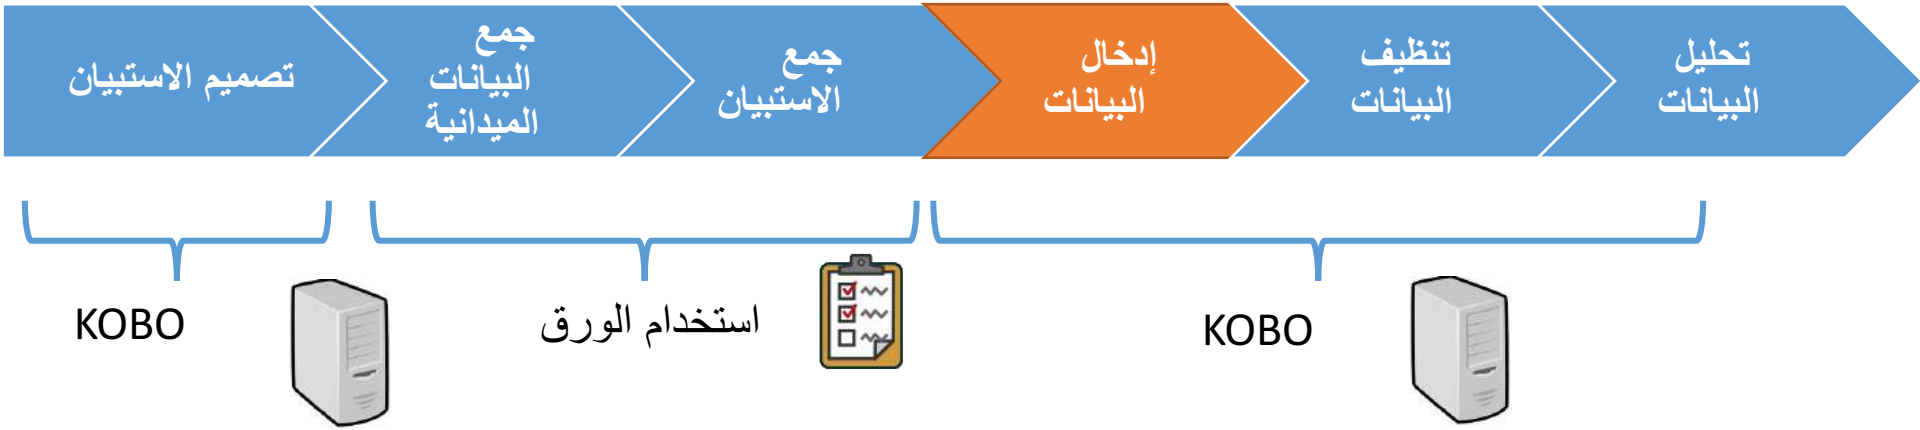 تصميم الاستبيان
جمع
البيانات
الميدانية
جمع
الاستبيان
إدخال
البيانات
تنظيف
البيانات
تحليل
البيانات
KOBO
استخدام الورق
KOBO